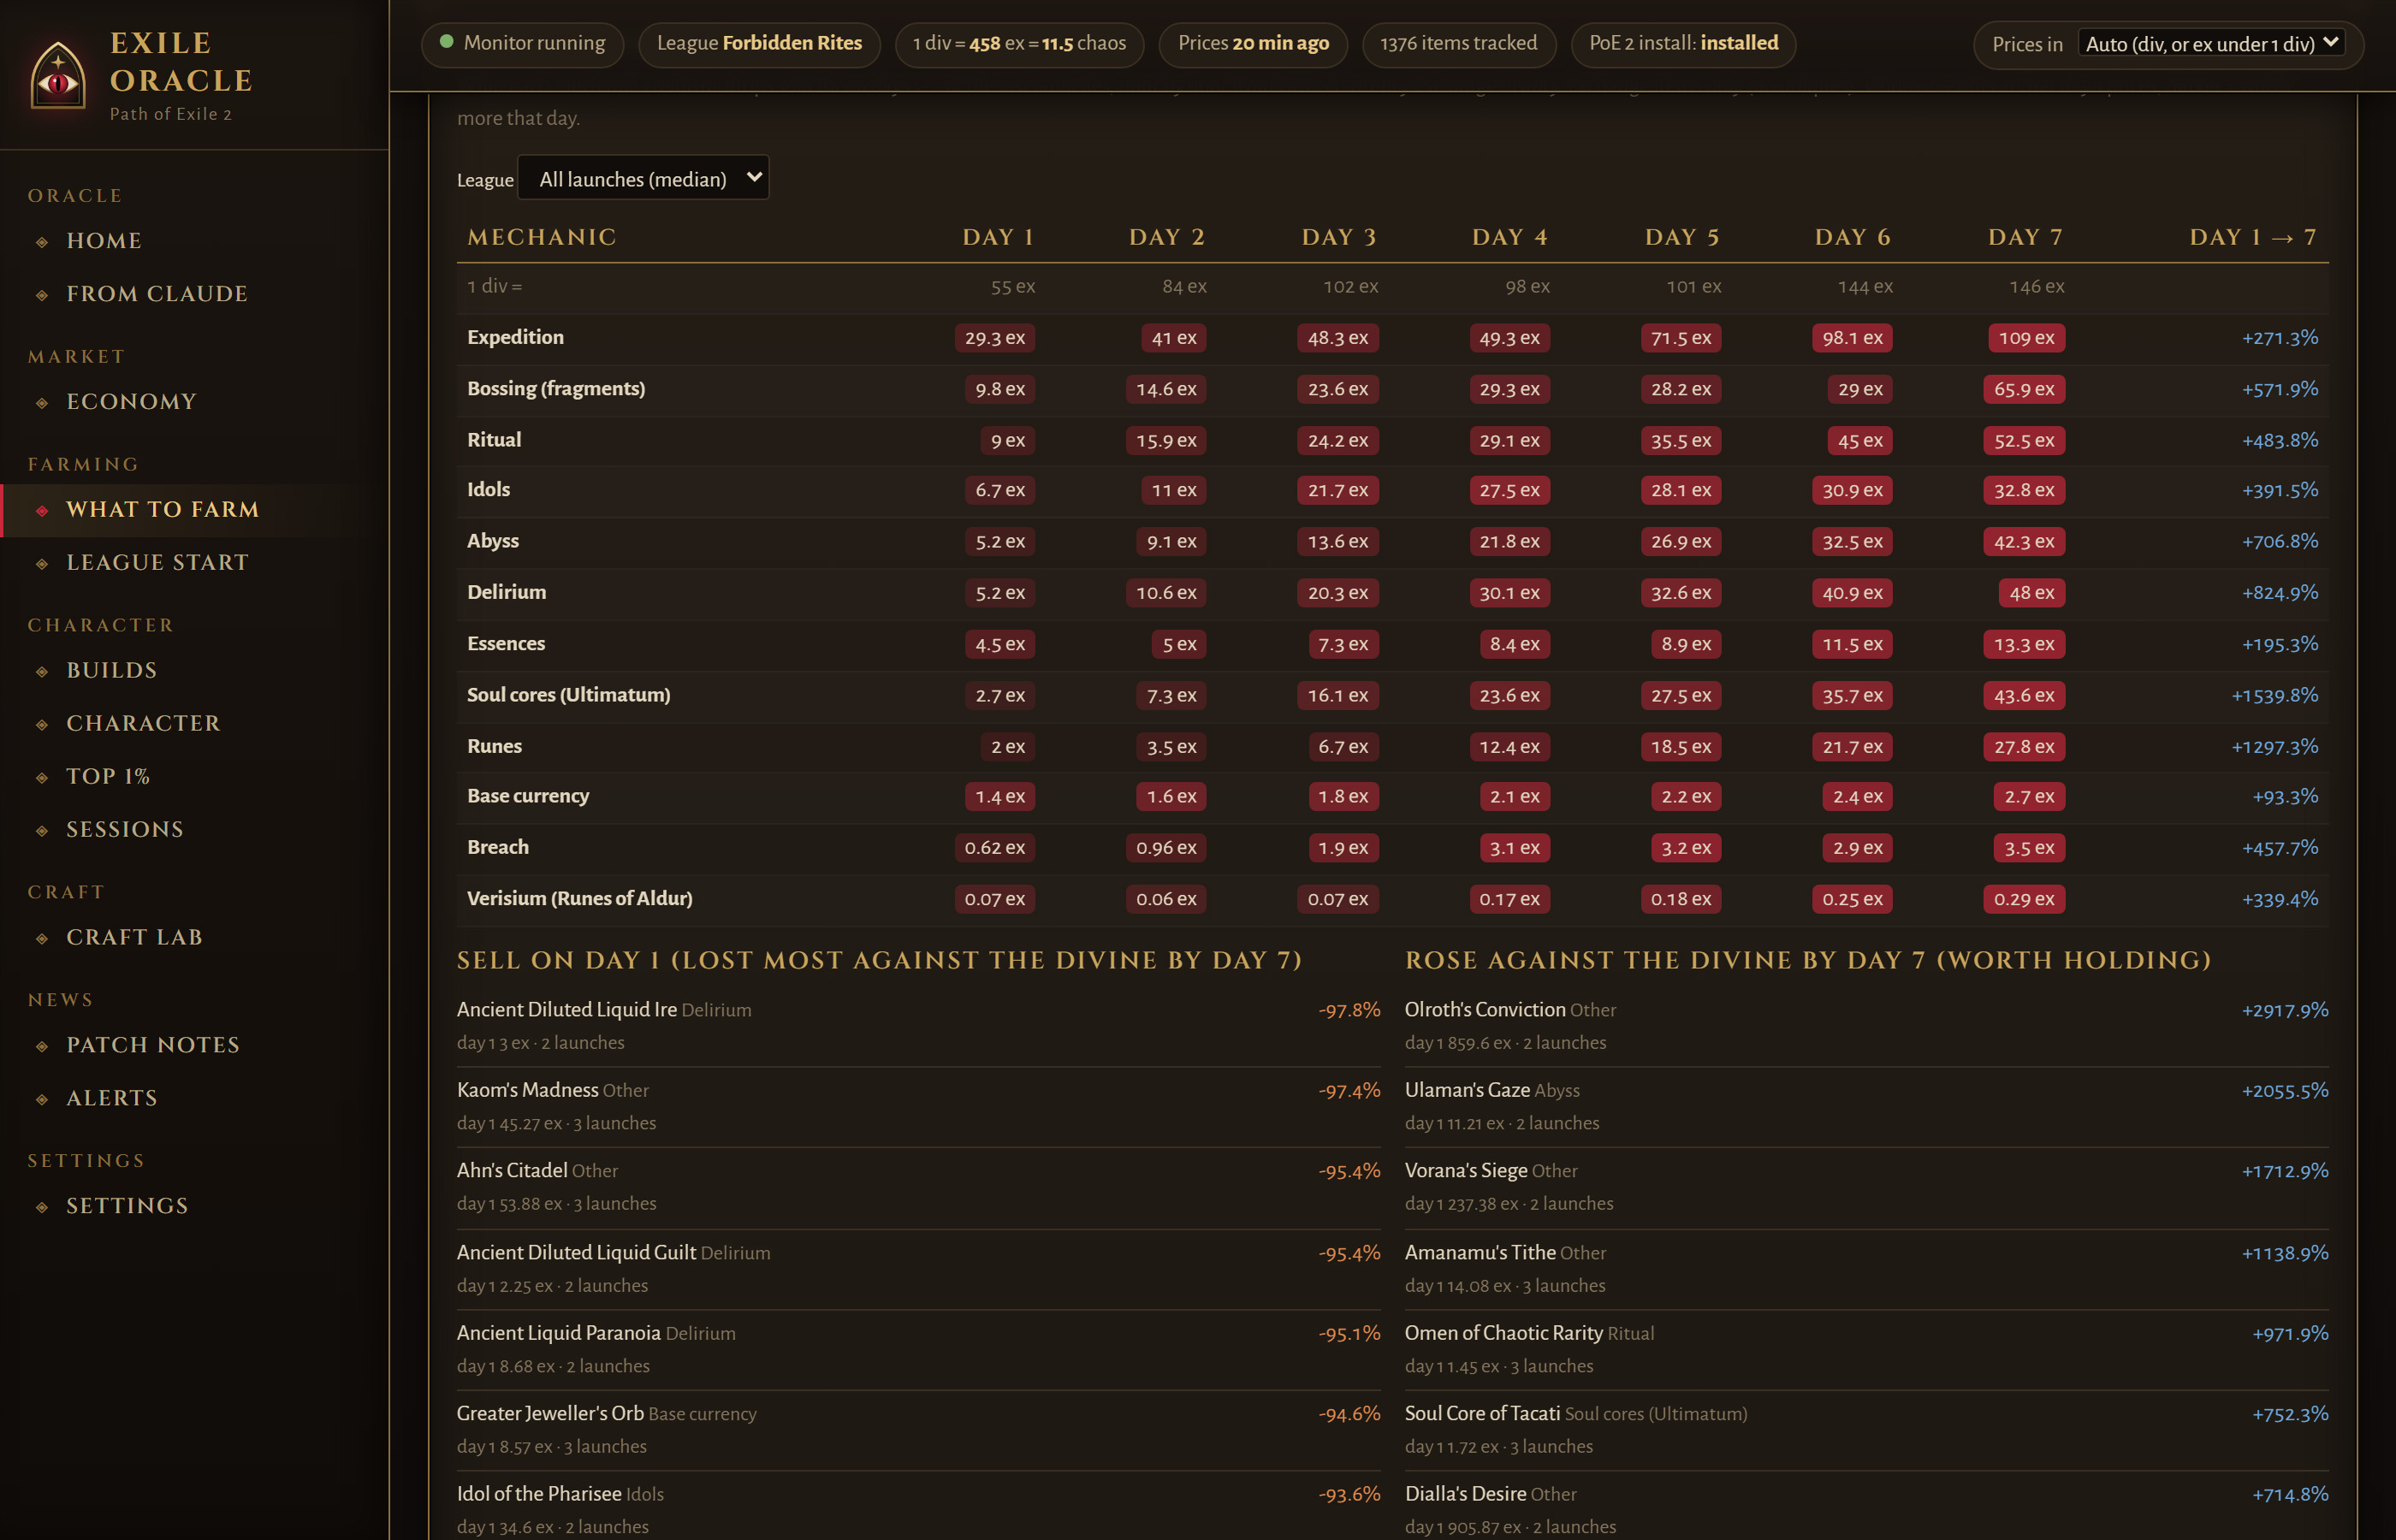 EXILE
ORACLE
Path of Exile 2
ORACLE
HOME
FROM CLAUDE
MARKET
ECONOMY
FARMING
WHAT TO FARM
LEAGUE START
CHARACTER
BUILDS
CHARACTER
TOP 1%
SESSIONS
CRAFT
CRAFT LAB
NEWS
PATCH NOTES
ALERTS
SETTINGS
SETTINGS
Monitor running
League Forbidden Rites
1 div = 458 ex = 11.5 chaos
Prices 20 min ago
1376 items tracked
PoE 2 install: installed
Prices in Auto (div, or ex under 1 div)
more that day.
League All launches (median)
MECHANIC DAY 1 DAY 2 DAY 3 DAY 4 DAY 5 DAY 6 DAY 7 DAY 1 → 7
1 div = 55 ex 84 ex 102 ex 98 ex 101 ex 144 ex 146 ex
Expedition 29.3 ex 41 ex 48.3 ex 49.3 ex 71.5 ex 98.1 ex 109 ex +271.3%
Bossing (fragments) 9.8 ex 14.6 ex 23.6 ex 29.3 ex 28.2 ex 29 ex 65.9 ex +571.9%
Ritual 9 ex 15.9 ex 24.2 ex 29.1 ex 35.5 ex 45 ex 52.5 ex +483.8%
Idols 6.7 ex 11 ex 21.7 ex 27.5 ex 28.1 ex 30.9 ex 32.8 ex +391.5%
Abyss 5.2 ex 9.1 ex 13.6 ex 21.8 ex 26.9 ex 32.5 ex 42.3 ex +706.8%
Delirium 5.2 ex 10.6 ex 20.3 ex 30.1 ex 32.6 ex 40.9 ex 48 ex +824.9%
Essences 4.5 ex 5 ex 7.3 ex 8.4 ex 8.9 ex 11.5 ex 13.3 ex +195.3%
Soul cores (Ultimatum) 2.7 ex 7.3 ex 16.1 ex 23.6 ex 27.5 ex 35.7 ex 43.6 ex +1539.8%
Runes 2 ex 3.5 ex 6.7 ex 12.4 ex 18.5 ex 21.7 ex 27.8 ex +1297.3%
Base currency 1.4 ex 1.6 ex 1.8 ex 2.1 ex 2.2 ex 2.4 ex 2.7 ex +93.3%
Breach 0.62 ex 0.96 ex 1.9 ex 3.1 ex 3.2 ex 2.9 ex 3.5 ex +457.7%
Verisium (Runes of Aldur) 0.07 ex 0.06 ex 0.07 ex 0.17 ex 0.18 ex 0.25 ex 0.29 ex +339.4%
SELL ON DAY 1 (LOST MOST AGAINST THE DIVINE BY DAY 7)
Ancient Diluted Liquid Ire Delirium -97.8%
day 1 3 ex · 2 launches
Kaom's Madness Other -97.4%
day 1 45.27 ex · 3 launches
Ahn's Citadel Other -95.4%
day 1 53.88 ex · 3 launches
Ancient Diluted Liquid Guilt Delirium -95.4%
day 1 2.25 ex · 2 launches
Ancient Liquid Paranoia Delirium -95.1%
day 1 8.68 ex · 2 launches
Greater Jeweller's Orb Base currency -94.6%
day 1 8.57 ex · 3 launches
Idol of the Pharisee Idols -93.6%
day 1 34.6 ex · 2 launches
ROSE AGAINST THE DIVINE BY DAY 7 (WORTH HOLDING)
Olroth's Conviction Other +2917.9%
day 1 859.6 ex · 2 launches
Ulaman's Gaze Abyss +2055.5%
day 1 11.21 ex · 2 launches
Vorana's Siege Other +1712.9%
day 1 237.38 ex · 2 launches
Amanamu's Tithe Other +1138.9%
day 1 14.08 ex · 3 launches
Omen of Chaotic Rarity Ritual +971.9%
day 1 1.45 ex · 3 launches
Soul Core of Tacati Soul cores (Ultimatum) +752.3%
day 1 1.72 ex · 3 launches
Dialla's Desire Other +714.8%
day 1 905.87 ex · 2 launches